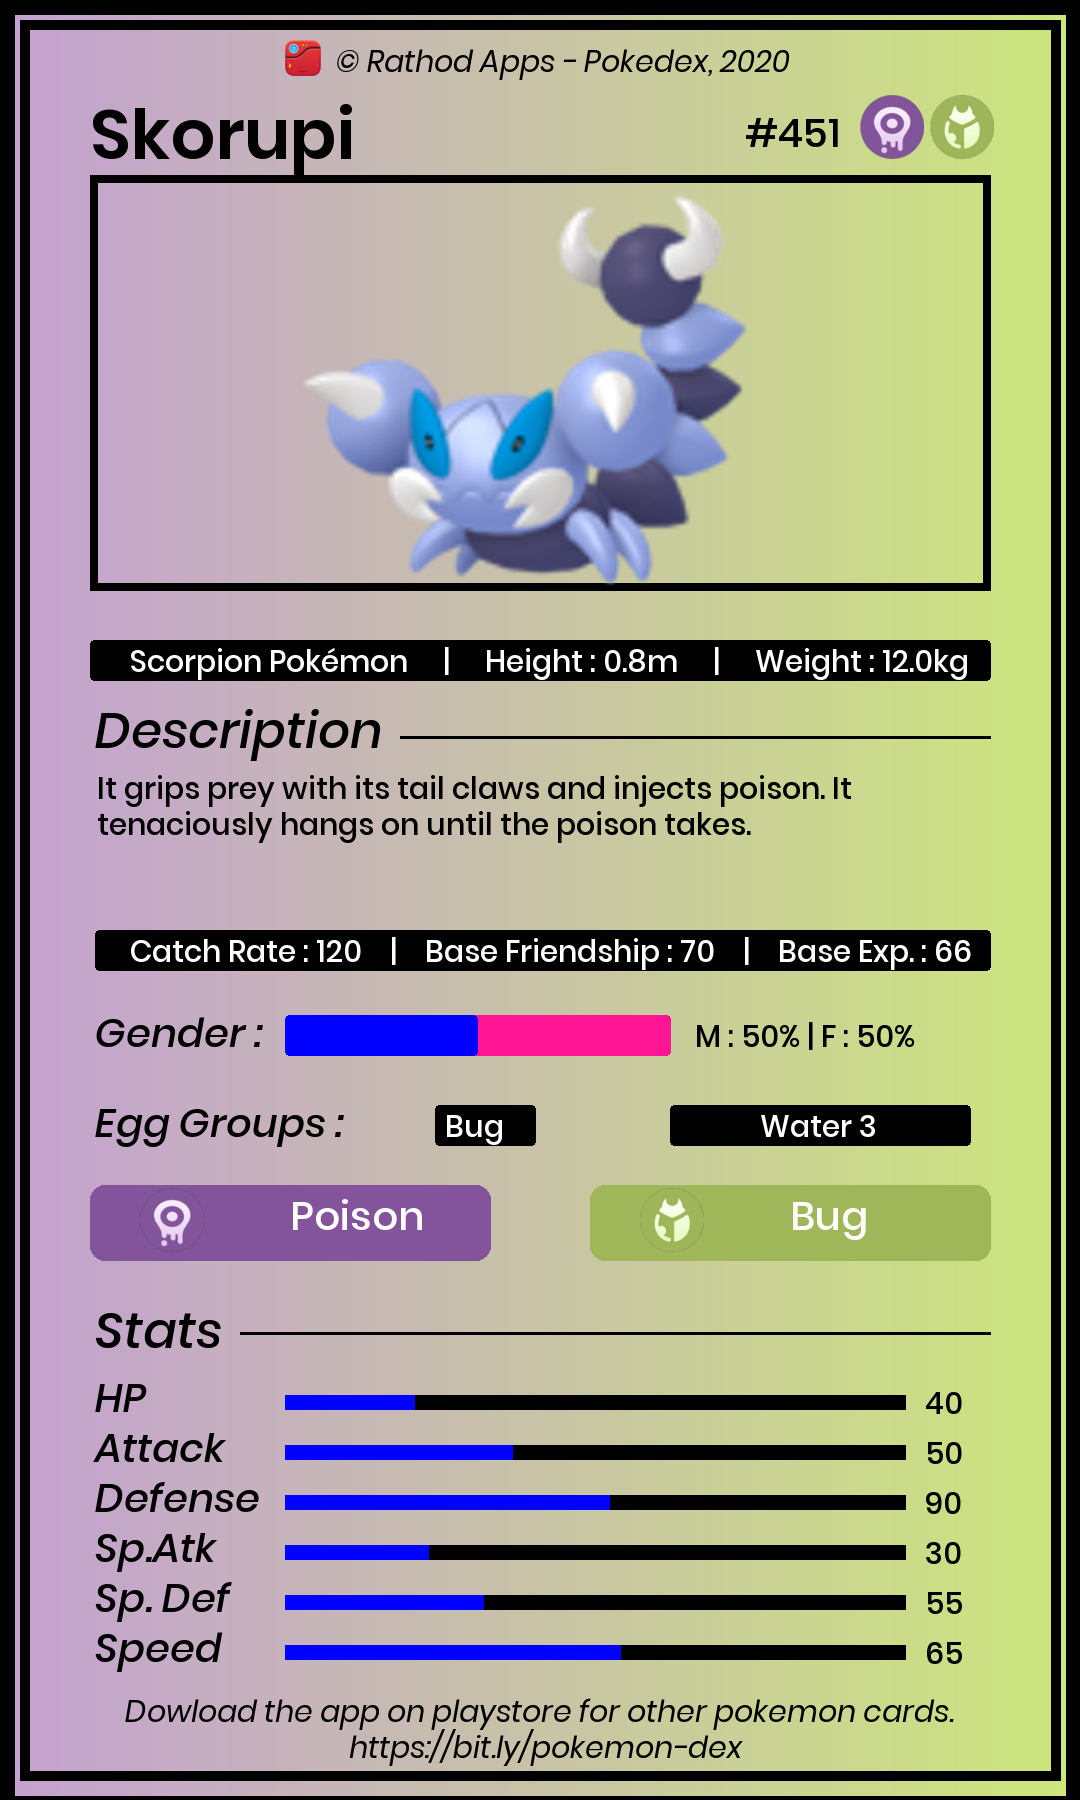 © Rathod Apps - Pokedex, 2020
Skorupi #451
Scorpion Pokémon | Height : 0.8m | Weight : 12.0kg
Description
It grips prey with its tail claws and injects poison. It
tenaciously hangs on until the poison takes.
Catch Rate : 120 | Base Friendship : 70 | Base Exp. : 66
Gender : M : 50% | F : 50%
Egg Groups : Bug Water 3
Poison Bug
Stats
HP 40
Attack 50
Defense 90
Sp.Atk 30
Sp. Def 55
Speed 65
Dowload the app on playstore for other pokemon cards.
https://bit.ly/pokemon-dex